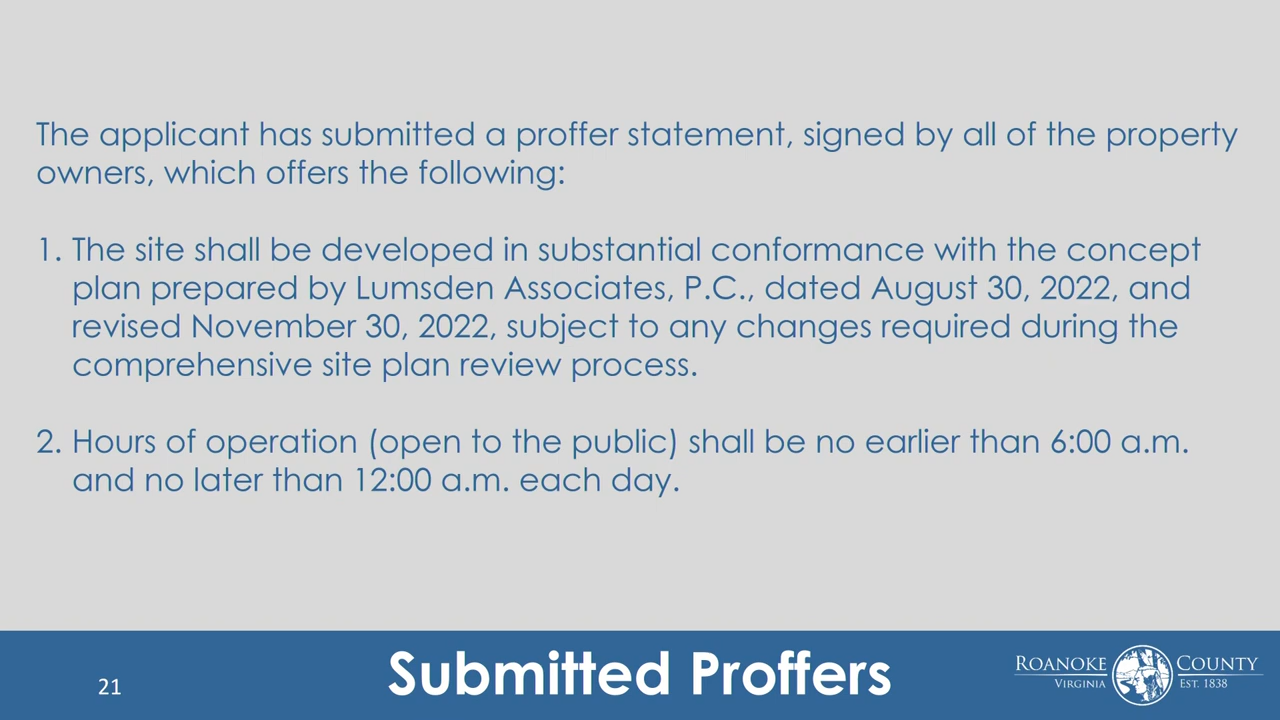 The applicant has submitted a proffer statement, signed by all of the property
owners, which offers the following:
1. The site shall be developed in substantial conformance with the concept
plan prepared by Lumsden Associates, P.C., dated August 30, 2022, and
revised November 30, 2022, subject to any changes required during the
comprehensive site plan review process.
2. Hours of operation (open to the public) shall be no earlier than 6:00 a.m.
and no later than 12:00 a.m. each day.
21
Submitted Proffers
ROANOKE COUNTY
VIRGINIA EST. 1838